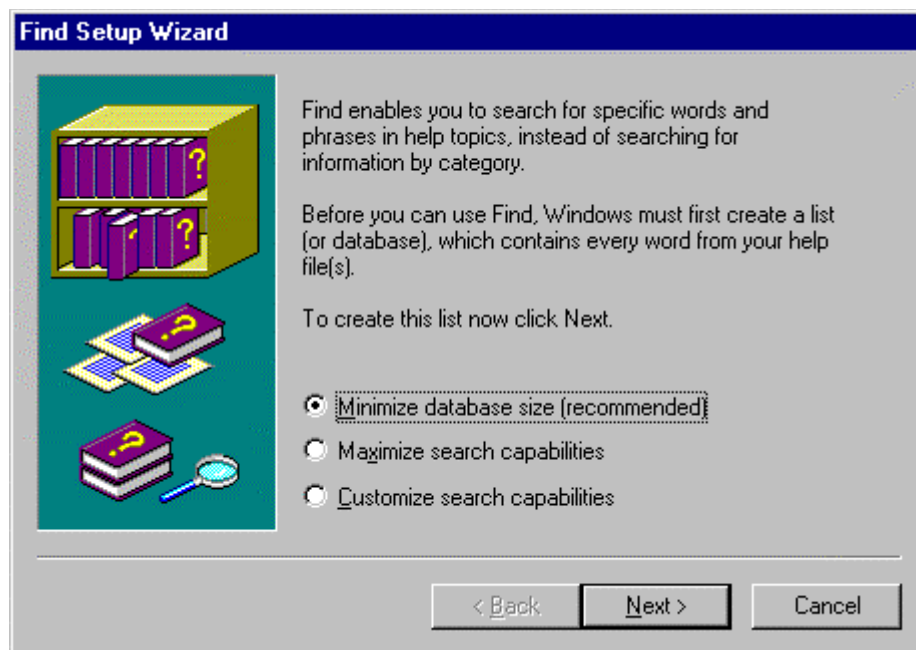 Find Setup Wizard
Find enables you to search for specific words and
phrases in help topics, instead of searching for
information by category.
Before you can use Find, Windows must first create a list
(or database), which contains every word from your help
file(s).
To create this list now click Next.
Minimize database size (recommended)
Maximize search capabilities
Customize search capabilities
< Back
Next >
Cancel